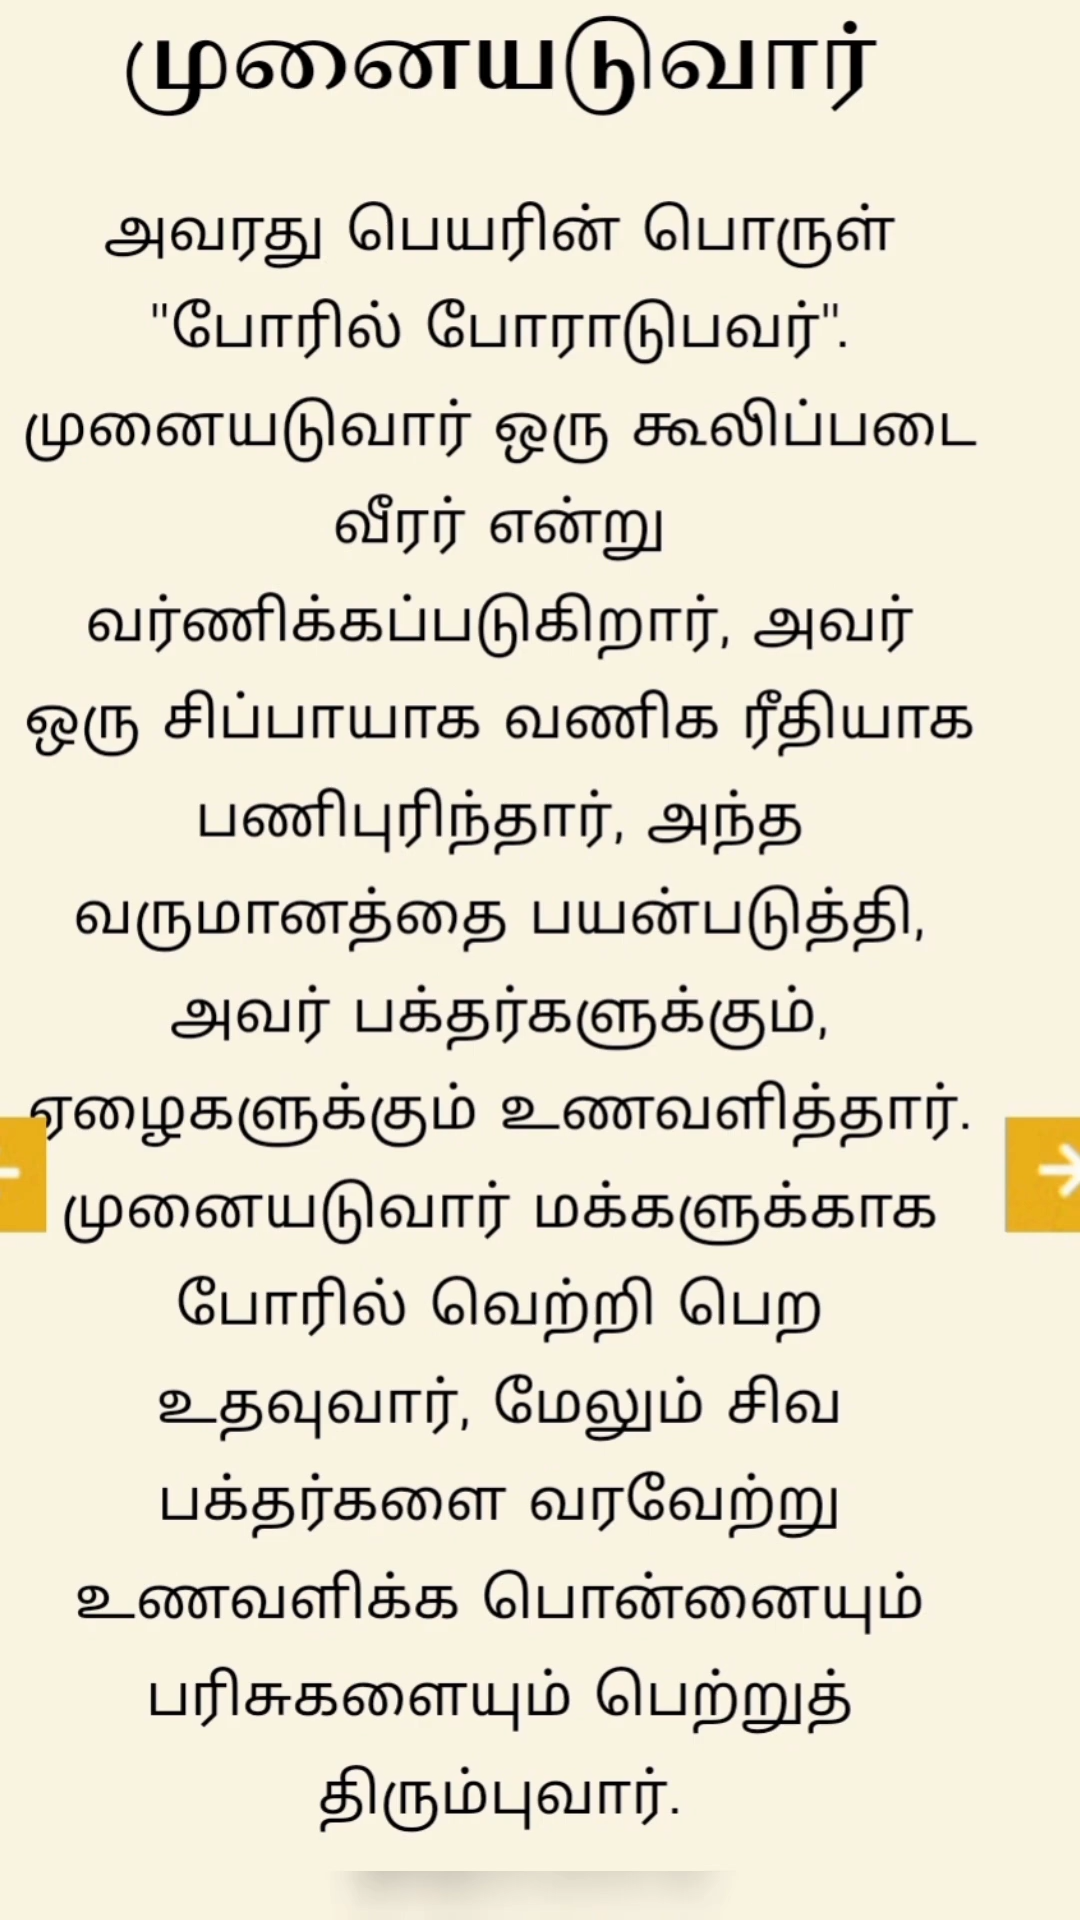 முனையடுவார்
அவரது பெயரின் பொருள்
"போரில் போராடுபவர்".
முனையடுவார் ஒரு கூலிப்படை
வீரர் என்று
வர்ணிக்கப்படுகிறார், அவர்
ஒரு சிப்பாயாக வணிக ரீதியாக
பணிபுரிந்தார், அந்த
வருமானத்தை பயன்படுத்தி,
அவர் பக்தர்களுக்கும்,
ஏழைகளுக்கும் உணவளித்தார்.
முனையடுவார் மக்களுக்காக
போரில் வெற்றி பெற
உதவுவார், மேலும் சிவ
பக்தர்களை வரவேற்று
உணவளிக்க பொன்னையும்
பரிசுகளையும் பெற்றுத்
திரும்புவார்.